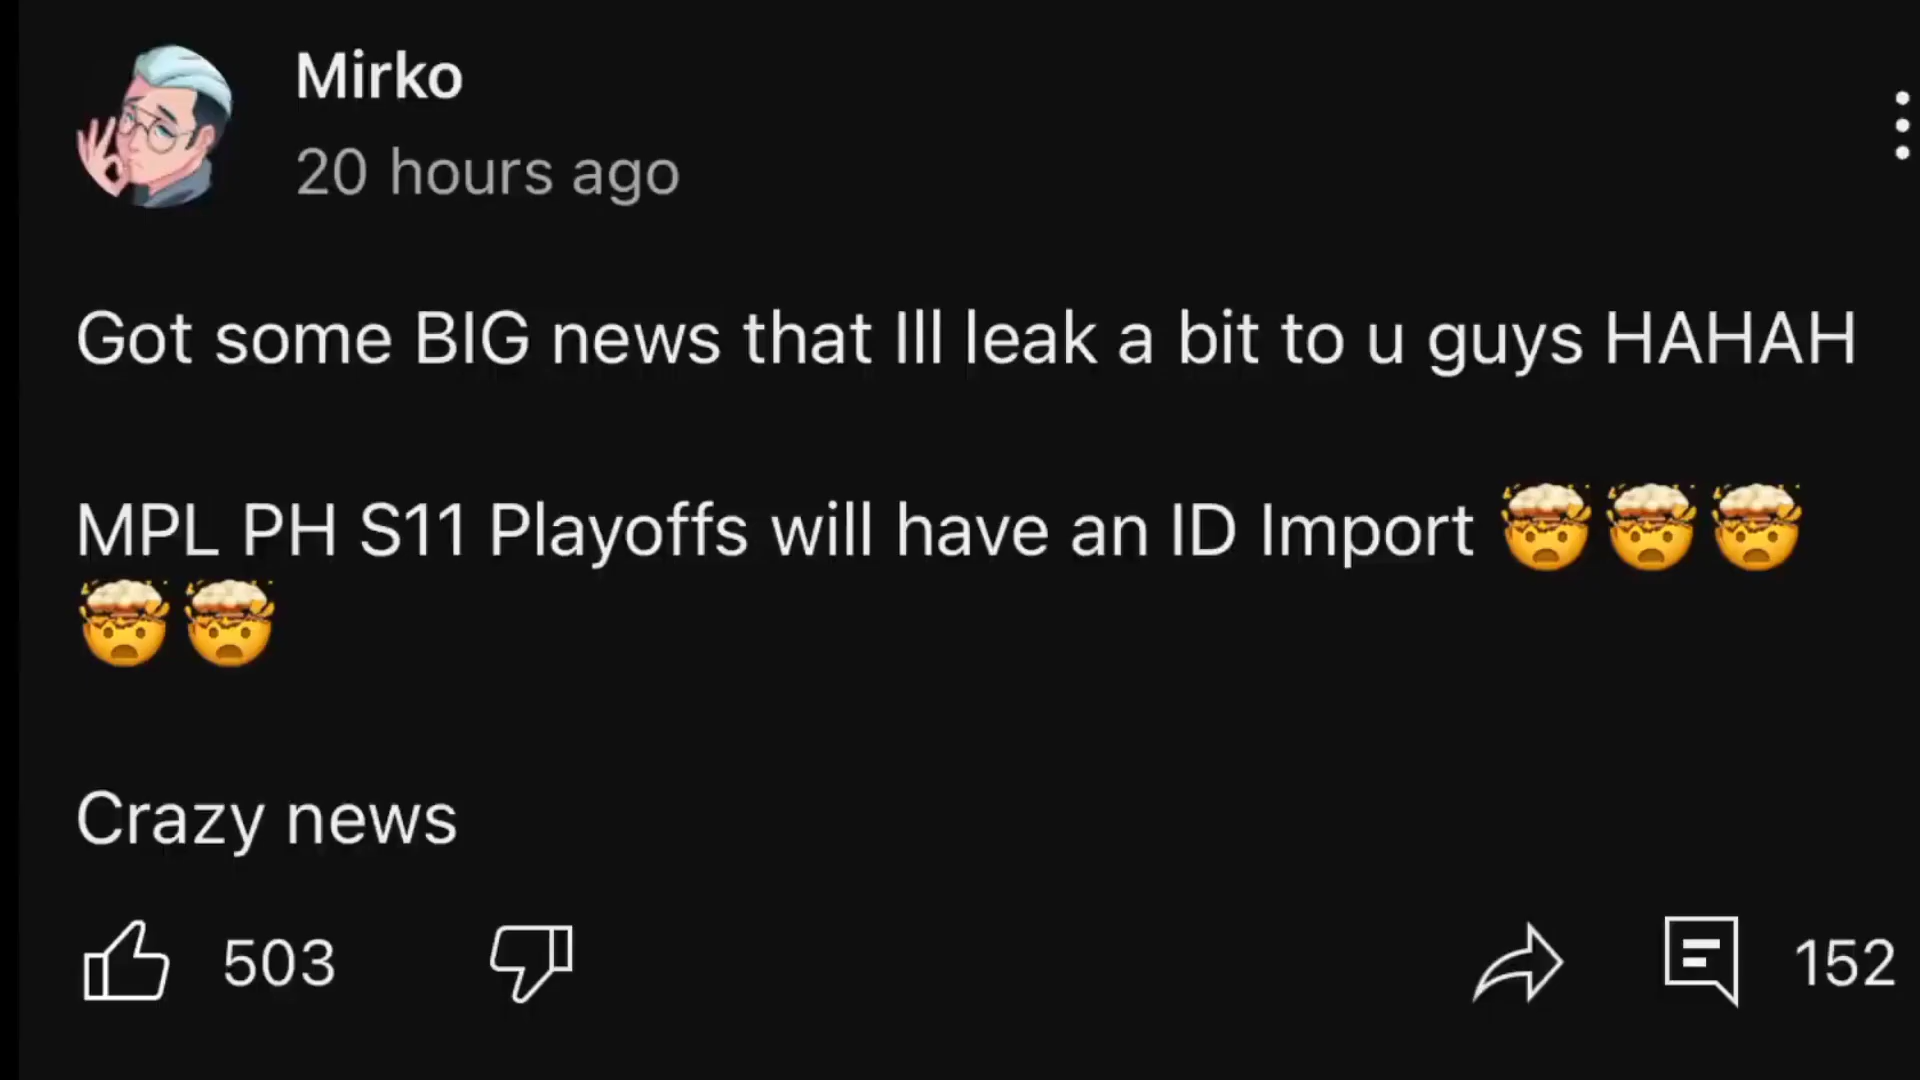 Mirko
20 hours ago
Got some BIG news that Ill leak a bit to u guys HAHAH
MPL PH S11 Playoffs will have an ID Import 🤯🤯🤯
🤯🤯
Crazy news
503
152